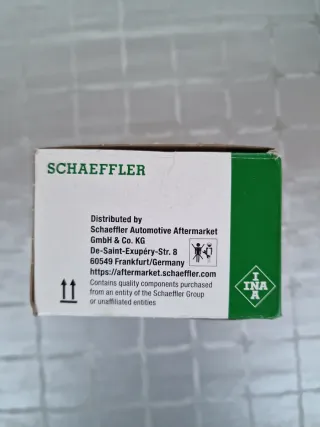 SCHAEFFLER
Distributed by
Schaeffler Automotive Aftermarket
GmbH & Co. KG
De-Saint-Exupéry-Str. 8
60549 Frankfurt/Germany
https://aftermarket.schaeffler.com
Contains quality components purchased
from an entity of the Schaeffler Group
or unaffiliated entities
INA